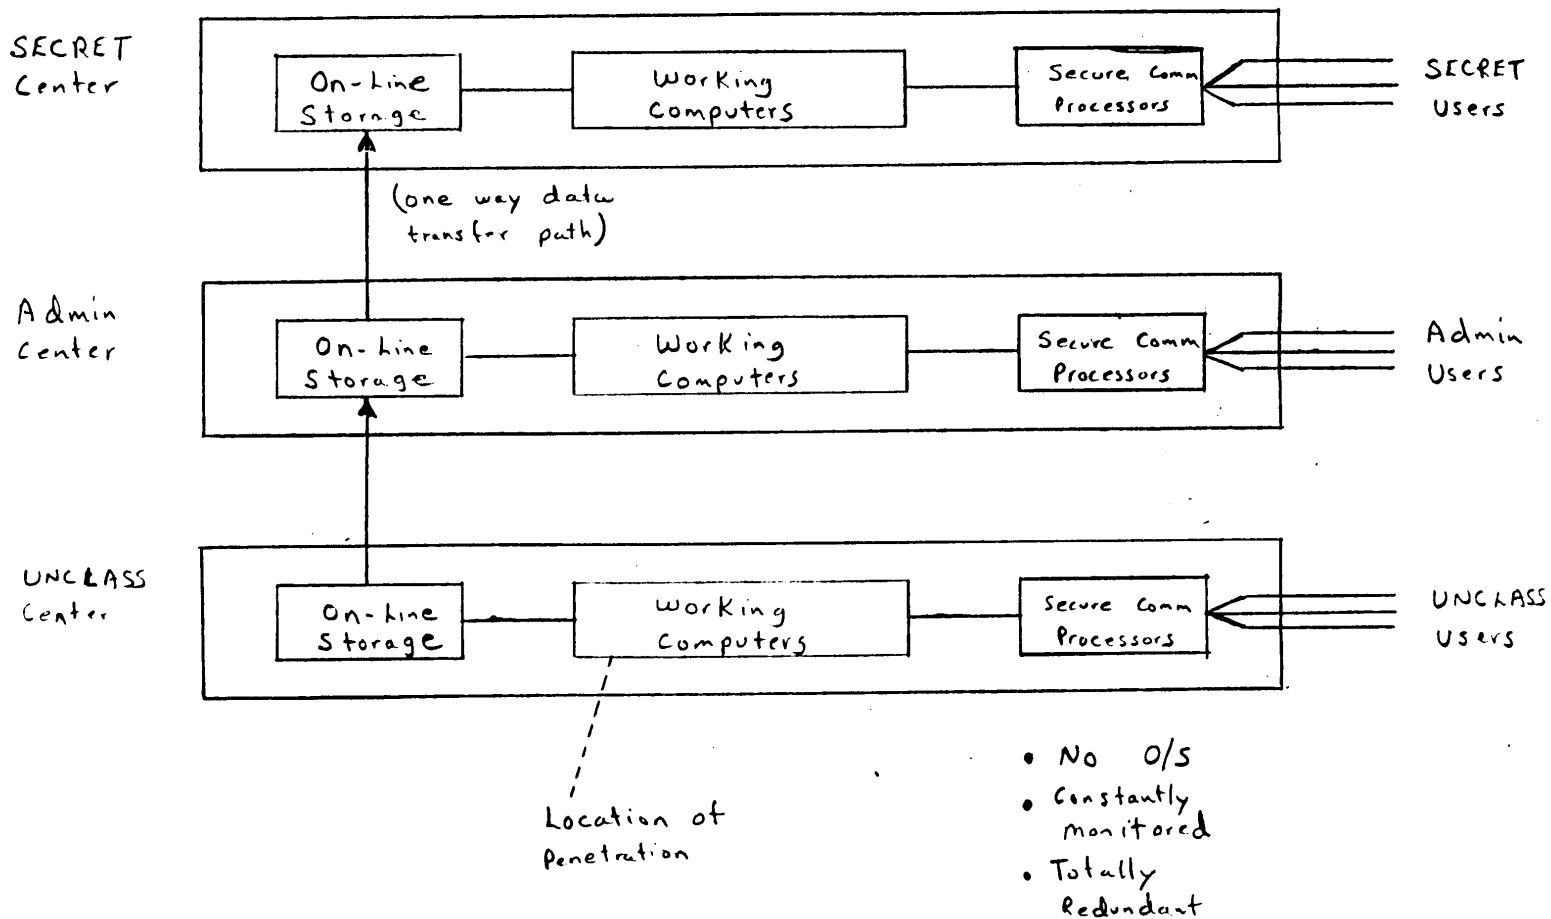 SECRET
Center
On-Line
Storage
Working
Computers
Secure Comm
Processors
SECRET
Users
(one way data
transfer path)
Admin
Center
On-Line
Storage
Working
Computers
Secure Comm
Processors
Admin
Users
UNCLASS
Center
On-Line
Storage
Working
Computers
Secure Comm
Processors
UNCLASS
Users
Location of
Penetration
• No O/S
• Constantly
monitored
• Totally
Redundant